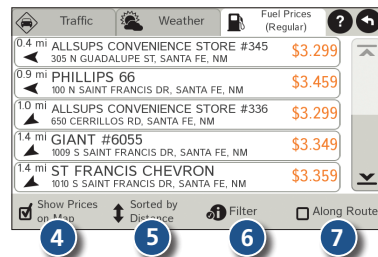 Traffic
Weather
Fuel Prices
(Regular)
?
0.4 mi ALLSUPS CONVENIENCE STORE #345 $3.299
305 N GUADALUPE ST, SANTA FE, NM
0.9 mi PHILLIPS 66 $3.459
100 N SAINT FRANCIS DR, SANTA FE, NM
1.0 mi ALLSUPS CONVENIENCE STORE #336 $3.299
650 CERRILLOS RD, SANTA FE, NM
1.4 mi GIANT #6055 $3.349
1009 S SAINT FRANCIS DR, SANTA FE, NM
1.4 mi ST FRANCIS CHEVRON $3.359
1010 S SAINT FRANCIS DR, SANTA FE, NM
Show Prices
on Map
Sorted by
Distance
Filter
Along Route
4 5 6 7